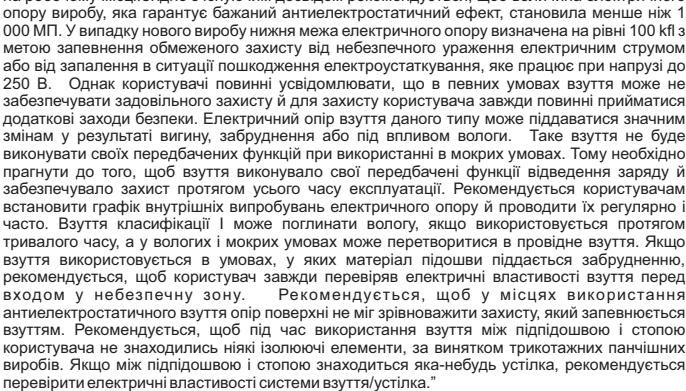 опору виробу, яка гарантує бажаний антиелектростатичний ефект, становила менше ніж 1
000 МП. У випадку нового виробу нижня межа електричного опору визначена на рівні 100 kfl з
метою запевнення обмеженого захисту від небезпечного ураження електричним струмом
або від запалення в ситуації пошкодження електроустаткування, яке працює при напрузі до
250 В. Однак користувачі повинні усвідомлювати, що в певних умовах взуття може не
забезпечувати задовільного захисту й для захисту користувача завжди повинні прийматися
додаткові заходи безпеки. Електричний опір взуття даного типу може піддаватися значним
змінам у результаті вигину, забруднення або під впливом вологи. Таке взуття не буде
виконувати своїх передбачених функцій при використанні в мокрих умовах. Тому необхідно
прагнути до того, щоб взуття виконувало свої передбачені функції відведення заряду й
забезпечувало захист протягом усього часу експлуатації. Рекомендується користувачам
встановити графік внутрішніх випробувань електричного опору й проводити їх регулярно і
часто. Взуття класифікації I може поглинати вологу, якщо використовується протягом
тривалого часу, а у вологих і мокрих умовах може перетворитися в провідне взуття. Якщо
взуття використовується в умовах, у яких матеріал підошви піддається забрудненню,
рекомендується, щоб користувач завжди перевіряв електричні властивості взуття перед
входом у небезпечну зону. Рекомендується, щоб у місцях використання
антиелектростатичного взуття опір поверхні не міг зрівноважити захисту, який запевнюється
взуттям. Рекомендується, щоб під час використання взуття між підпідошвою і стопою
користувача не знаходились ніякі ізолюючі елементи, за винятком трикотажних панчішних
виробів. Якщо між підпідошвою і стопою знаходиться яка-небудь устілка, рекомендується
перевірити електричні властивості системи взуття/устілка.”